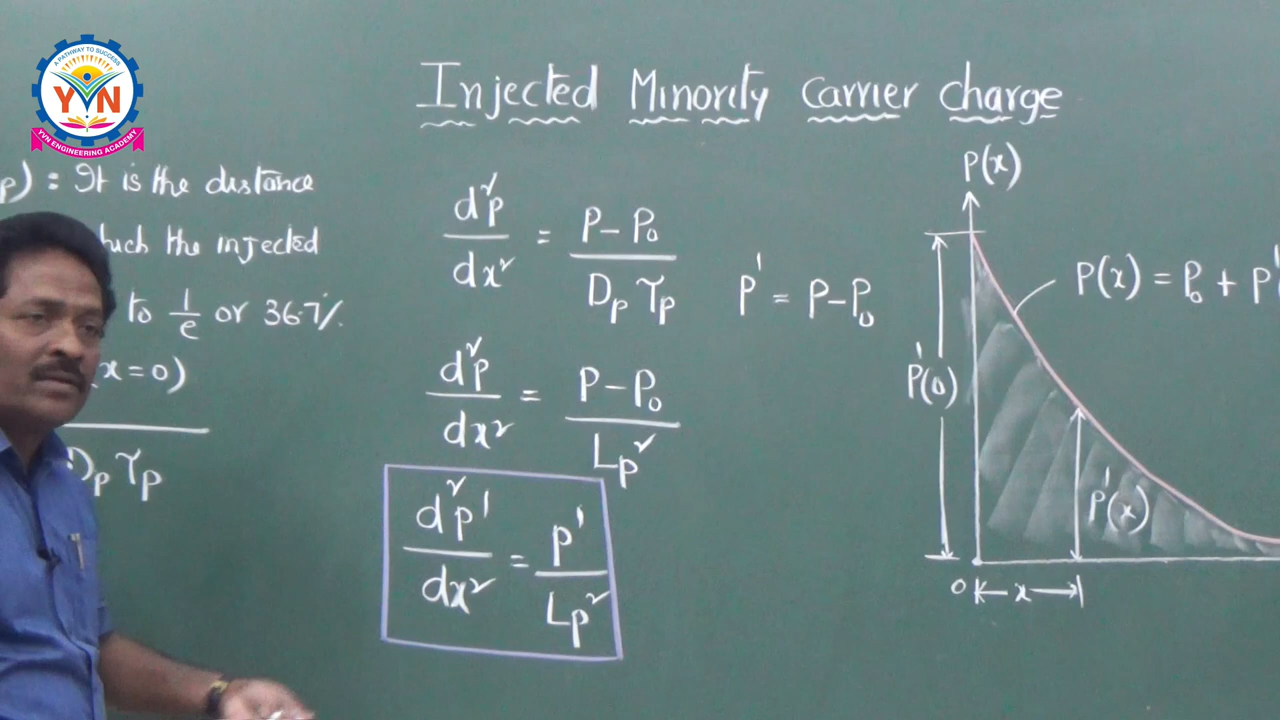 A PATHWAY TO SUCCESS
YVN
YVN ENGINEERING ACADEMY
Injected Minority Carrier charge
p) : It is the distance
the injected
to 1/e or 36.7%.
(x=0)
Dp τp
d²p/dx² = P-P₀/Dp τp
p' = P-P₀
d²p/dx² = P-P₀/Lp²
d²p'/dx² = p'/Lp²
P(x)
P(x) = P₀ + P'
P'(0)
P'(x)
0 x